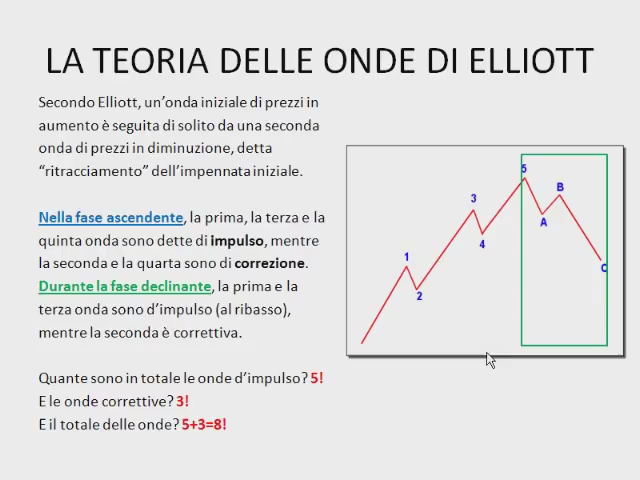 LA TEORIA DELLE ONDE DI ELLIOTT
Secondo Elliott, un’onda iniziale di prezzi in
aumento è seguita di solito da una seconda
onda di prezzi in diminuzione, detta
“ritracciamento” dell’impennata iniziale.
Nella fase ascendente, la prima, la terza e la
quinta onda sono dette di impulso, mentre
la seconda e la quarta sono di correzione.
Durante la fase declinante, la prima e la
terza onda sono d’impulso (al ribasso),
mentre la seconda è correttiva.
Quante sono in totale le onde d’impulso? 5!
E le onde correttive? 3!
E il totale delle onde? 5+3=8!
1
2
3
4
5
A
B
C